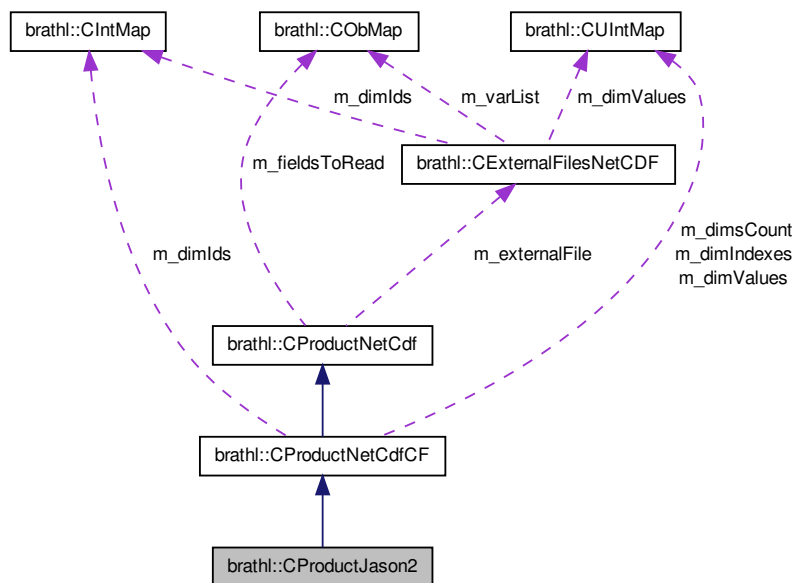 brathl::CIntMap
brathl::CObMap
brathl::CUIntMap
m_dimIds
m_varList
m_dimValues
m_fieldsToRead
brathl::CExternalFilesNetCDF
m_dimIds
m_externalFile
m_dimsCount
m_dimIndexes
m_dimValues
brathl::CProductNetCdf
brathl::CProductNetCdfCF
brathl::CProductJason2